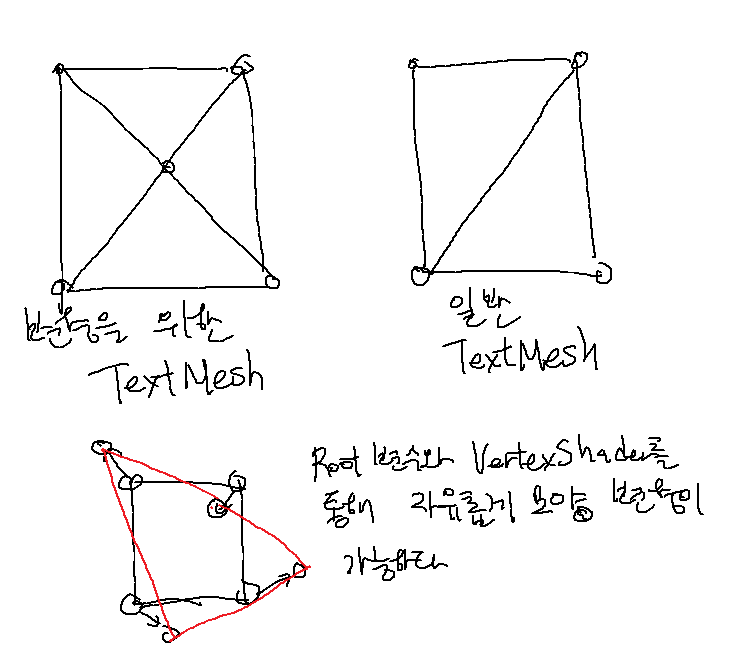 변형을 위한
TextMesh
일반
TextMesh
Root 변수와 VertexShader를
통해 자유롭게 모양 변형이
가능하다